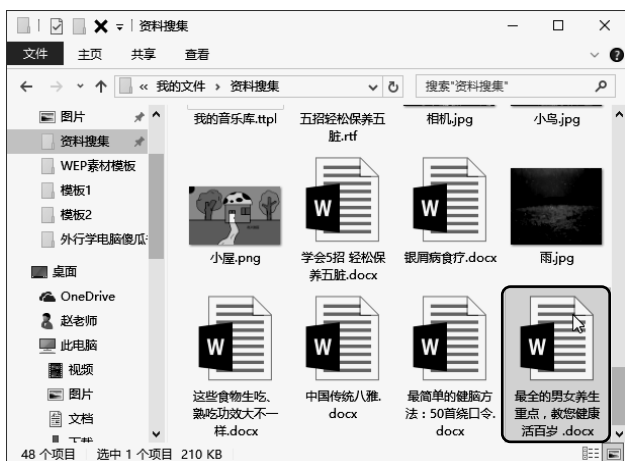 资料搜集
文件 主页 共享 查看
« 我的文件 › 资料搜集
搜索"资料搜集"
图片
资料搜集
WEP素材模板
模板1
模板2
外行学电脑傻瓜
桌面
OneDrive
赵老师
此电脑
视频
图片
文档
下载
我的音乐库.ttpl
五招轻松保养五
脏.rtf
相机.jpg
小鸟.jpg
小屋.png
学会5招 轻松保
养五脏.docx
银屑病食疗.docx
雨.jpg
这些食物生吃、
熟吃功效大不一
样.docx
中国传统八雅.
docx
最简单的健脑方
法：50首绕口令.
docx
最全的男女养生
重点，教您健康
活百岁 .docx
48 个项目 选中 1 个项目 210 KB